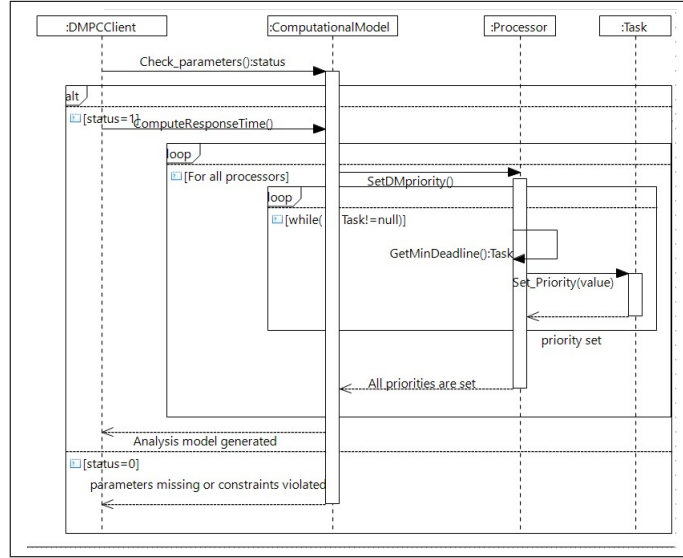 :DMPCClient :ComputationalModel :Processor :Task
Check_parameters():status
alt
[status=1]
ComputeResponseTime()
loop
[For all processors]
SetDMpriority()
loop
[while( Task!=null)]
GetMinDeadline():Task
Set_Priority(value)
priority set
All priorities are set
Analysis model generated
[status=0]
parameters missing or constraints violated